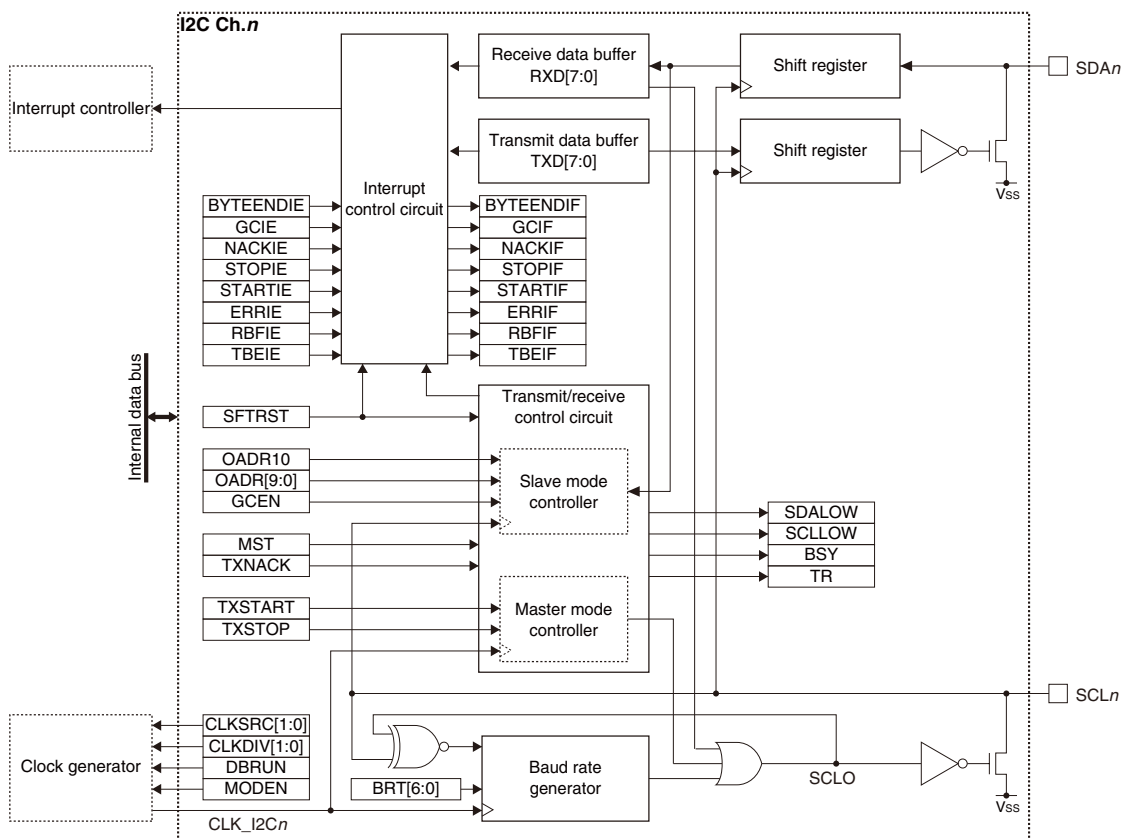 I2C Ch.n
Interrupt controller
Interrupt
control circuit
Receive data buffer
RXD[7:0]
Shift register
SDAn
Transmit data buffer
TXD[7:0]
Shift register
VSS
BYTEENDIE
GCIE
NACKIE
STOPIE
STARTIE
ERRIE
RBFIE
TBEIE
BYTEENDIF
GCIF
NACKIF
STOPIF
STARTIF
ERRIF
RBFIF
TBEIF
Internal data bus
SFTRST
Transmit/receive
control circuit
OADR10
OADR[9:0]
GCEN
Slave mode
controller
MST
TXNACK
SDALOW
SCLLOW
BSY
TR
TXSTART
TXSTOP
Master mode
controller
SCLn
Clock generator
CLKSRC[1:0]
CLKDIV[1:0]
DBRUN
MODEN
BRT[6:0]
Baud rate
generator
SCLO
VSS
CLK_I2Cn